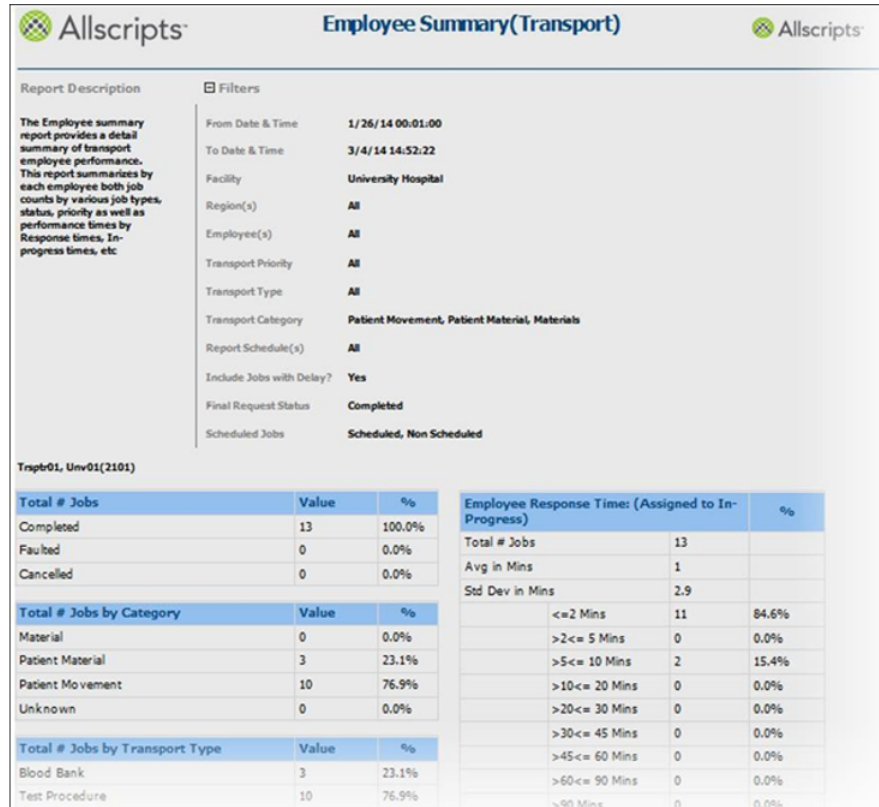 Allscripts
Employee Summary(Transport)
Allscripts
Report Description
The Employee summary
report provides a detail
summary of transport
employee performance.
This report summarizes by
each employee both job
counts by various job types,
status, priority as well as
performance times by
Response times, In-
progress times, etc
Filters
From Date & Time 1/26/14 00:01:00
To Date & Time 3/4/14 14:52:22
Facility University Hospital
Region(s) All
Employee(s) All
Transport Priority All
Transport Type All
Transport Category Patient Movement, Patient Material, Materials
Report Schedule(s) All
Include Jobs with Delay? Yes
Final Request Status Completed
Scheduled Jobs Scheduled, Non Scheduled
Trsptr01, Unv01(2101)
Total # Jobs Value %
Completed 13 100.0%
Faulted 0 0.0%
Cancelled 0 0.0%
Total # Jobs by Category Value %
Material 0 0.0%
Patient Material 3 23.1%
Patient Movement 10 76.9%
Unknown 0 0.0%
Total # Jobs by Transport Type Value %
Blood Bank 3 23.1%
Test Procedure 10 76.9%
Employee Response Time: (Assigned to In-
Progress) %
Total # Jobs 13
Avg in Mins 1
Std Dev in Mins 2.9
<=2 Mins 11 84.6%
>2<= 5 Mins 0 0.0%
>5<= 10 Mins 2 15.4%
>10<= 20 Mins 0 0.0%
>20<= 30 Mins 0 0.0%
>30<= 45 Mins 0 0.0%
>45<= 60 Mins 0 0.0%
>60<= 90 Mins 0 0.0%
>90 Mins 0 0.0%